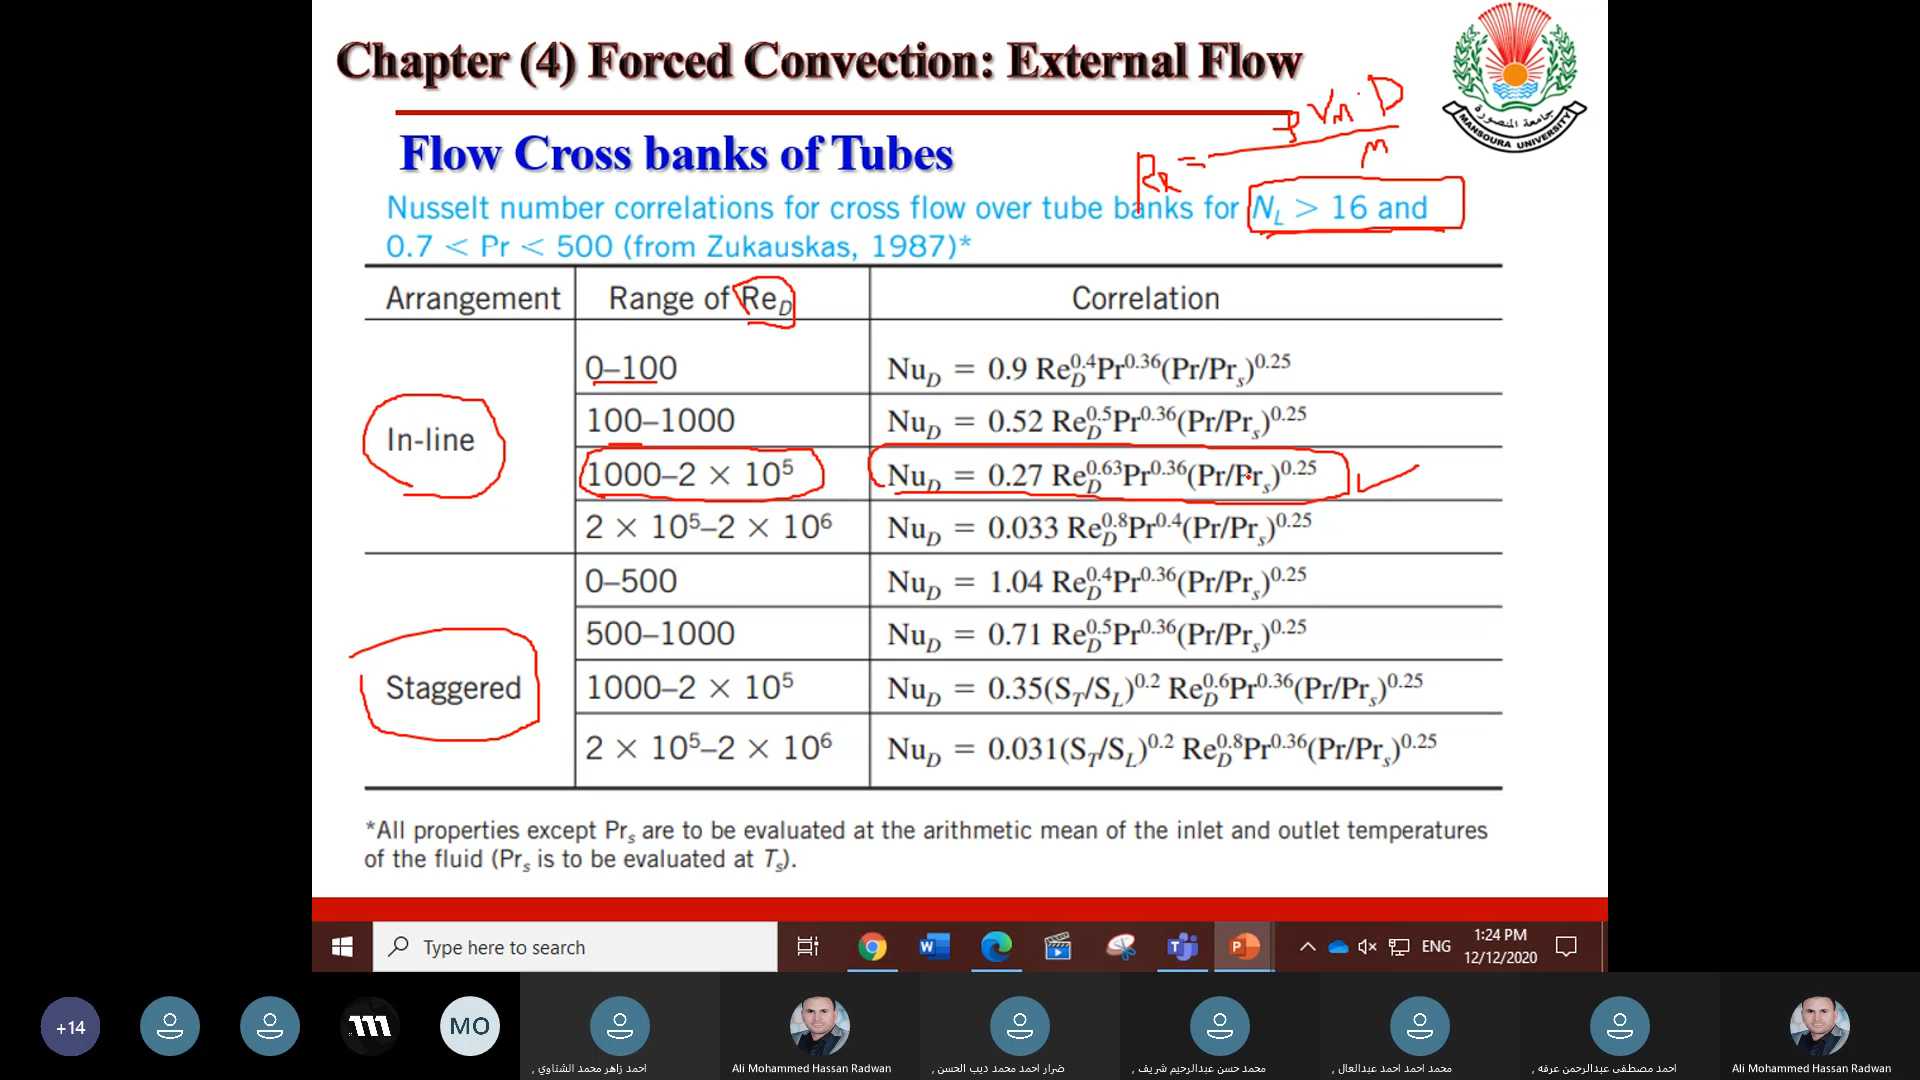 Chapter (4) Forced Convection: External Flow
جامعة المنصورة
MANSOURA UNIVERSITY
Flow Cross banks of Tubes
Nusselt number correlations for cross flow over tube banks for N_L > 16 and
0.7 < Pr < 500 (from Zukauskas, 1987)*
Arrangement Range of Re_D Correlation
In-line
0–100 Nu_D = 0.9 Re_D^0.4 Pr^0.36 (Pr/Pr_s)^0.25
100–1000 Nu_D = 0.52 Re_D^0.5 Pr^0.36 (Pr/Pr_s)^0.25
1000–2 × 10^5 Nu_D = 0.27 Re_D^0.63 Pr^0.36 (Pr/Pr_s)^0.25
2 × 10^5–2 × 10^6 Nu_D = 0.033 Re_D^0.8 Pr^0.4 (Pr/Pr_s)^0.25
Staggered
0–500 Nu_D = 1.04 Re_D^0.4 Pr^0.36 (Pr/Pr_s)^0.25
500–1000 Nu_D = 0.71 Re_D^0.5 Pr^0.36 (Pr/Pr_s)^0.25
1000–2 × 10^5 Nu_D = 0.35(S_T/S_L)^0.2 Re_D^0.6 Pr^0.36 (Pr/Pr_s)^0.25
2 × 10^5–2 × 10^6 Nu_D = 0.031(S_T/S_L)^0.2 Re_D^0.8 Pr^0.36 (Pr/Pr_s)^0.25
*All properties except Pr_s are to be evaluated at the arithmetic mean of the inlet and outlet temperatures
of the fluid (Pr_s is to be evaluated at T_s).
Type here to search
ENG
1:24 PM
12/12/2020
+14
MO
احمد زاهر محمد الشناوي ,
Ali Mohammed Hassan Radwan
ضرار احمد محمد ديب الحسن ,
محمد حسن عبدالرحيم شريف ,
محمد احمد احمد عبدالعال ,
احمد مصطفى عبدالرحمن عرفه ,
Ali Mohammed Hassan Radwan